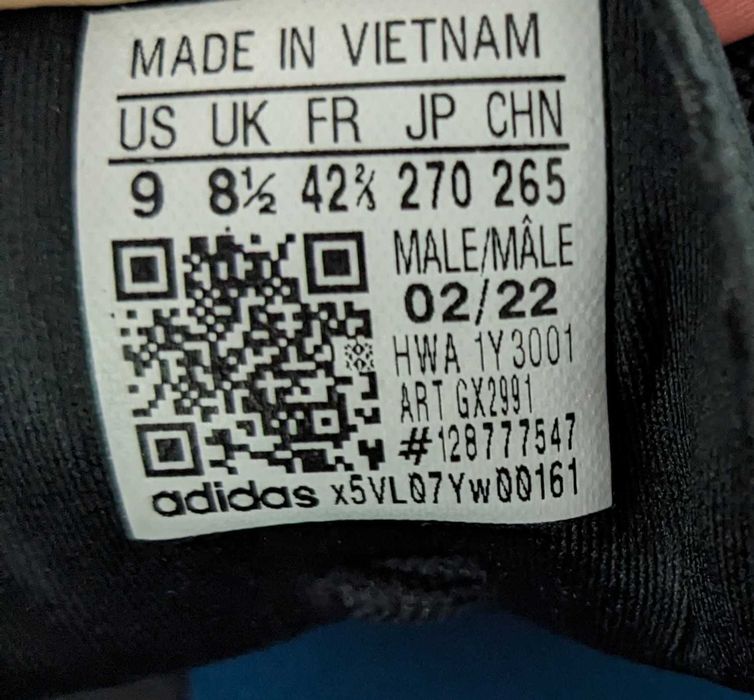 MADE IN VIETNAM
US UK FR JP CHN
9 8½ 42⅔ 270 265
MALE/MÂLE
02/22
HWA 1Y3001
ART GX2991
#128777547
adidas x5VL07Yw00161